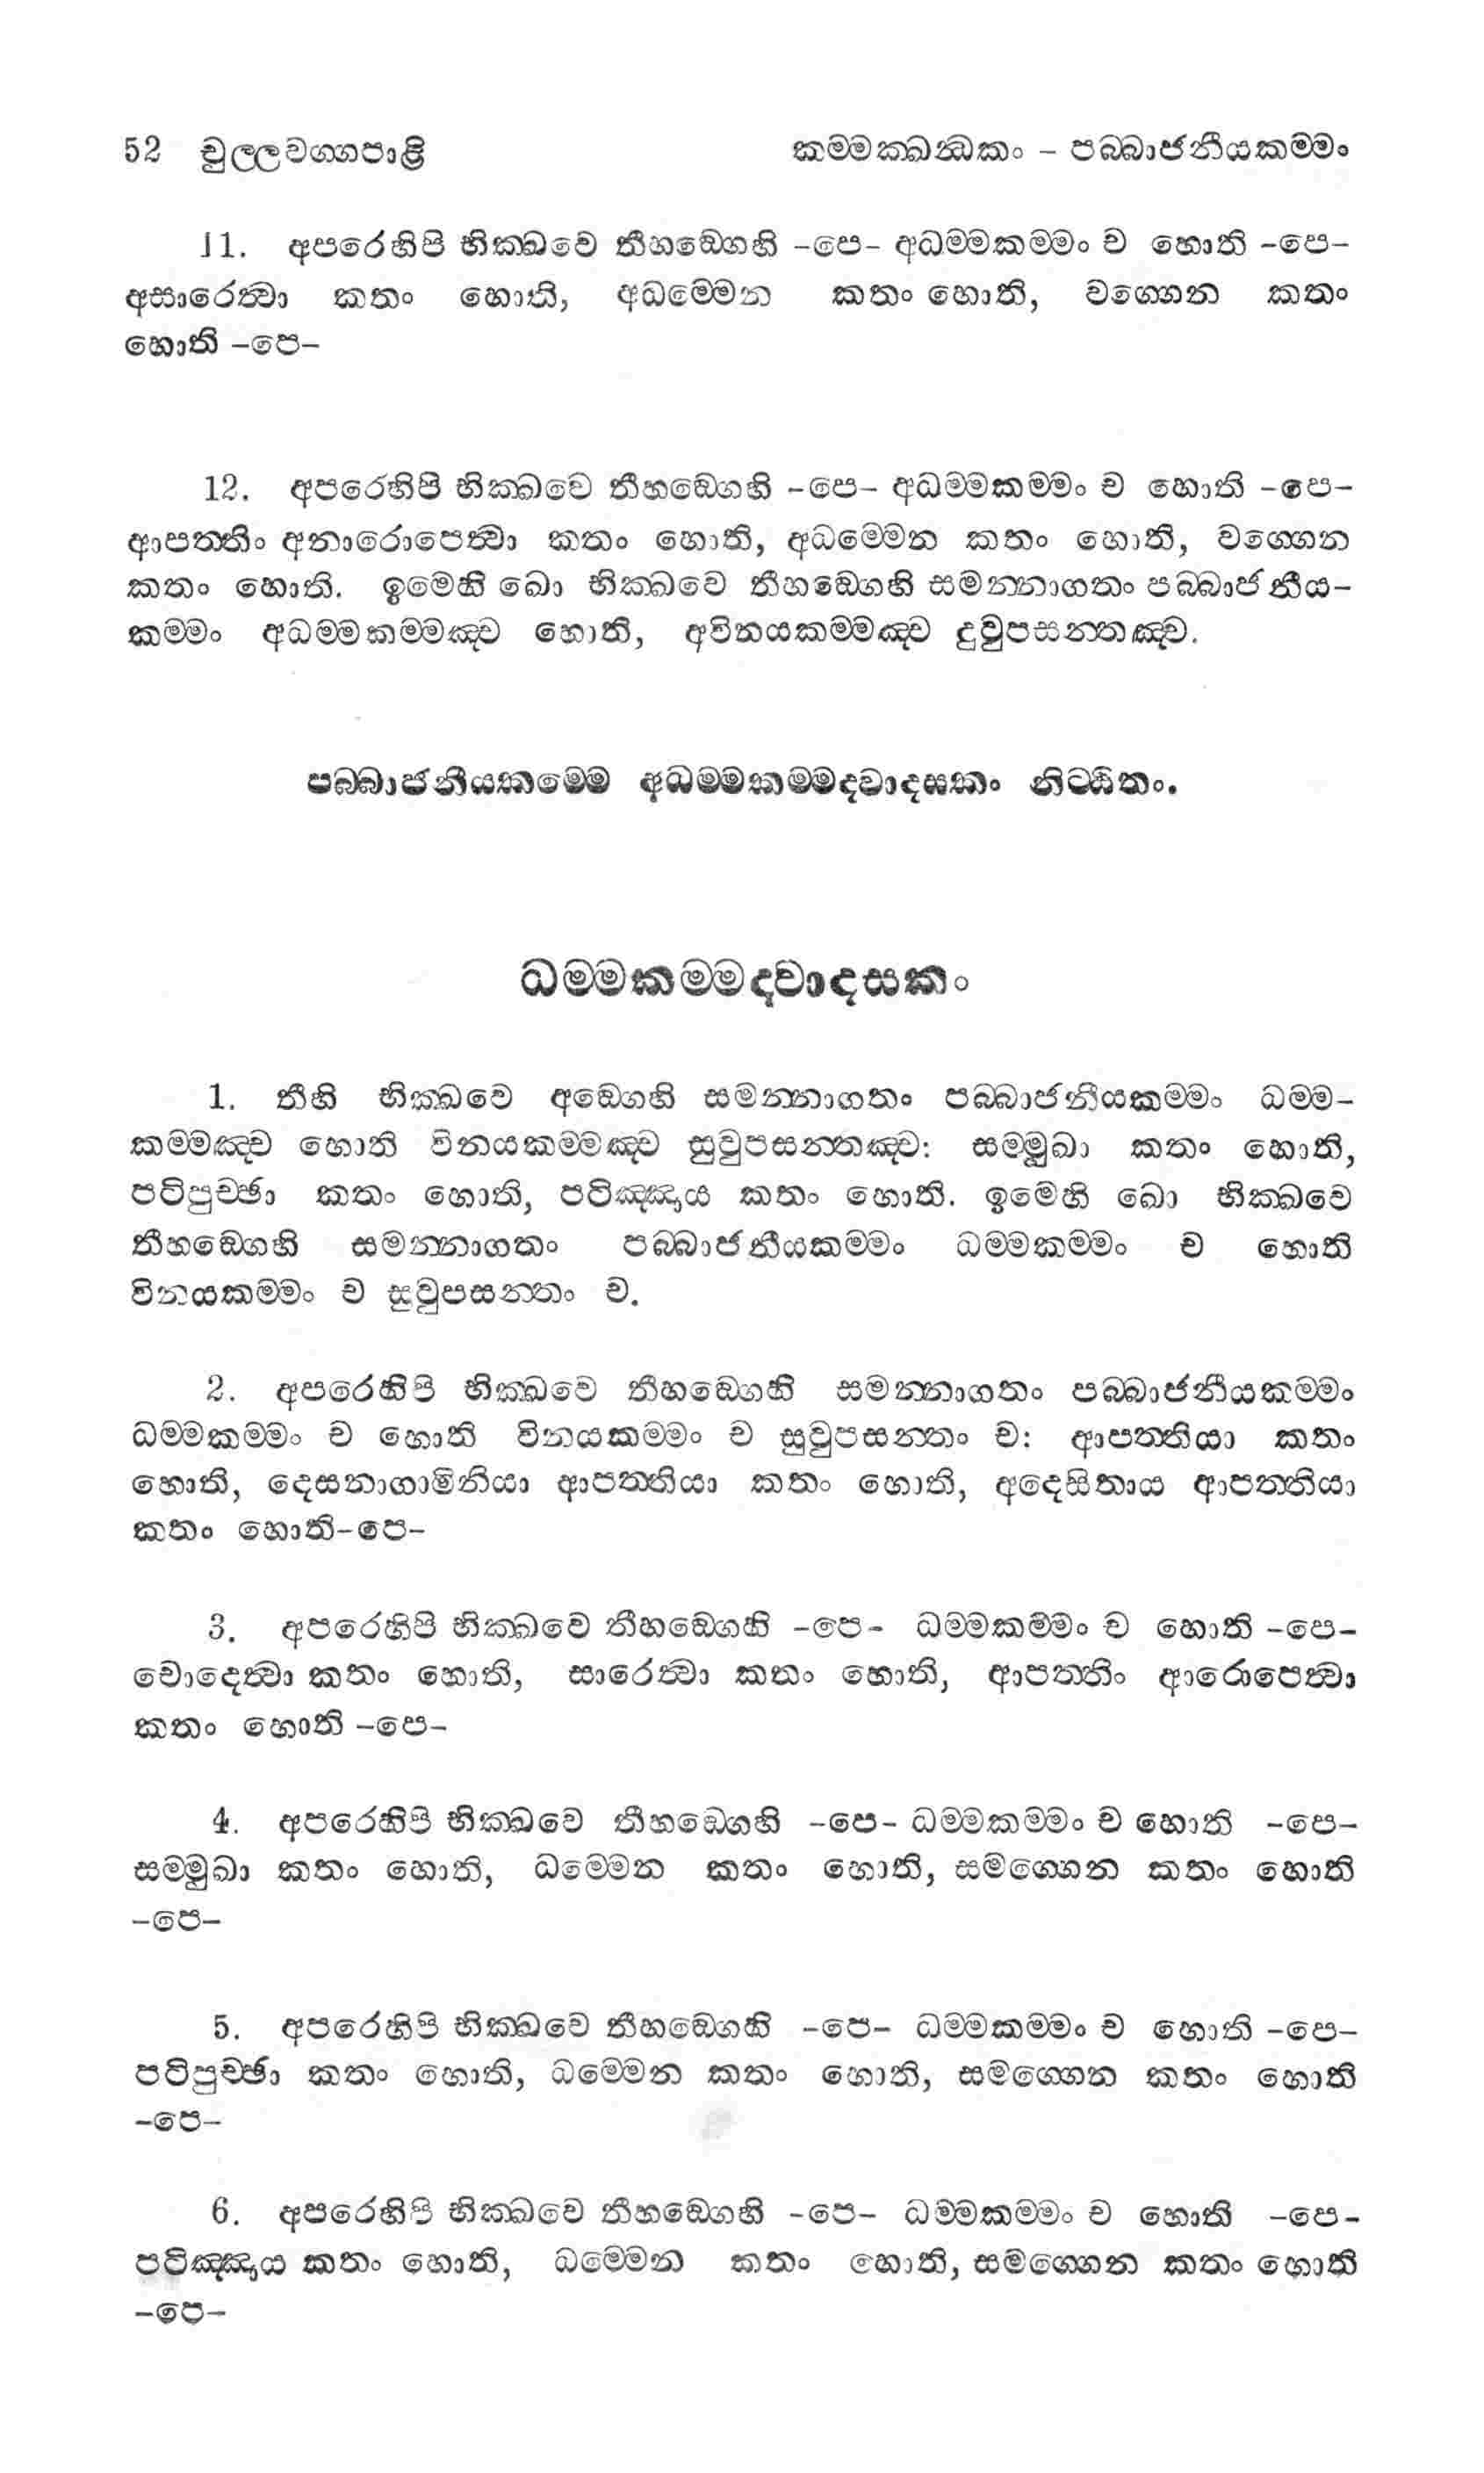 52 චුල්ලවග්ගපාළි කම්මක්ඛන්ධකං – පබ්බාජනීයකම්මං
11. අපරෙහිපි භික්ඛවෙ තීහඞ්ගෙහි –පෙ– අධම්මකම්මං ච හොති –පෙ–
අසාරෙත්වා කතං හොති, අධම්මෙන කතං හොති, වග්ගෙන කතං
හොති –පෙ–
12. අපරෙහිපි භික්ඛවෙ තීහඞ්ගෙහි –පෙ– අධම්මකම්මං ච හොති –පෙ–
ආපත්තිං අනාරොපෙත්වා කතං හොති, අධම්මෙන කතං හොති, වග්ගෙන
කතං හොති. ඉමෙහි ඛො භික්ඛවෙ තීහඞ්ගෙහි සමන්නාගතං පබ්බාජනීය–
කම්මං අධම්මකම්මඤ්ච හොති, අවිනයකම්මඤ්ච දුවූපසන්තඤ්ච.
පබ්බාජනීයකම්මෙ අධම්මකම්මද්වාදසකං නිට්ඨිතං.
ධම්මකම්මද්වාදසකං
1. තීහි භික්ඛවෙ අඞ්ගෙහි සමන්නාගතං පබ්බාජනීයකම්මං ධම්ම–
කම්මඤ්ච හොති විනයකම්මඤ්ච සුවූපසන්තඤ්ච: සම්මුඛා කතං හොති,
පටිපුච්ඡා කතං හොති, පටිඤ්ඤාය කතං හොති. ඉමෙහි ඛො භික්ඛවෙ
තීහඞ්ගෙහි සමන්නාගතං පබ්බාජනීයකම්මං ධම්මකම්මං ච හොති
විනයකම්මං ච සුවූපසන්තං ච.
2. අපරෙහිපි භික්ඛවෙ තීහඞ්ගෙහි සමන්නාගතං පබ්බාජනීයකම්මං
ධම්මකම්මං ච හොති විනයකම්මං ච සුවූපසන්තං ච: ආපත්තියා කතං
හොති, දෙසනාගාමිනියා ආපත්තියා කතං හොති, අදෙසිතාය ආපත්තියා
කතං හොති–පෙ–
3. අපරෙහිපි භික්ඛවෙ තීහඞ්ගෙහි –පෙ– ධම්මකම්මං ච හොති –පෙ–
චොදෙත්වා කතං හොති, සාරෙත්වා කතං හොති, ආපත්තිං ආරොපෙත්වා
කතං හොති –පෙ–
4. අපරෙහිපි භික්ඛවෙ තීහඞ්ගෙහි –පෙ– ධම්මකම්මං ච හොති –පෙ–
සම්මුඛා කතං හොති, ධම්මෙන කතං හොති, සමග්ගෙන කතං හොති
–පෙ–
5. අපරෙහිපි භික්ඛවෙ තීහඞ්ගෙහි –පෙ– ධම්මකම්මං ච හොති –පෙ–
පටිපුච්ඡා කතං හොති, ධම්මෙන කතං හොති, සමග්ගෙන කතං හොති
–පෙ–
6. අපරෙහිපි භික්ඛවෙ තීහඞ්ගෙහි –පෙ– ධම්මකම්මං ච හොති –පෙ–
පටිඤ්ඤාය කතං හොති, ධම්මෙන කතං හොති, සමග්ගෙන කතං හොති
–පෙ–